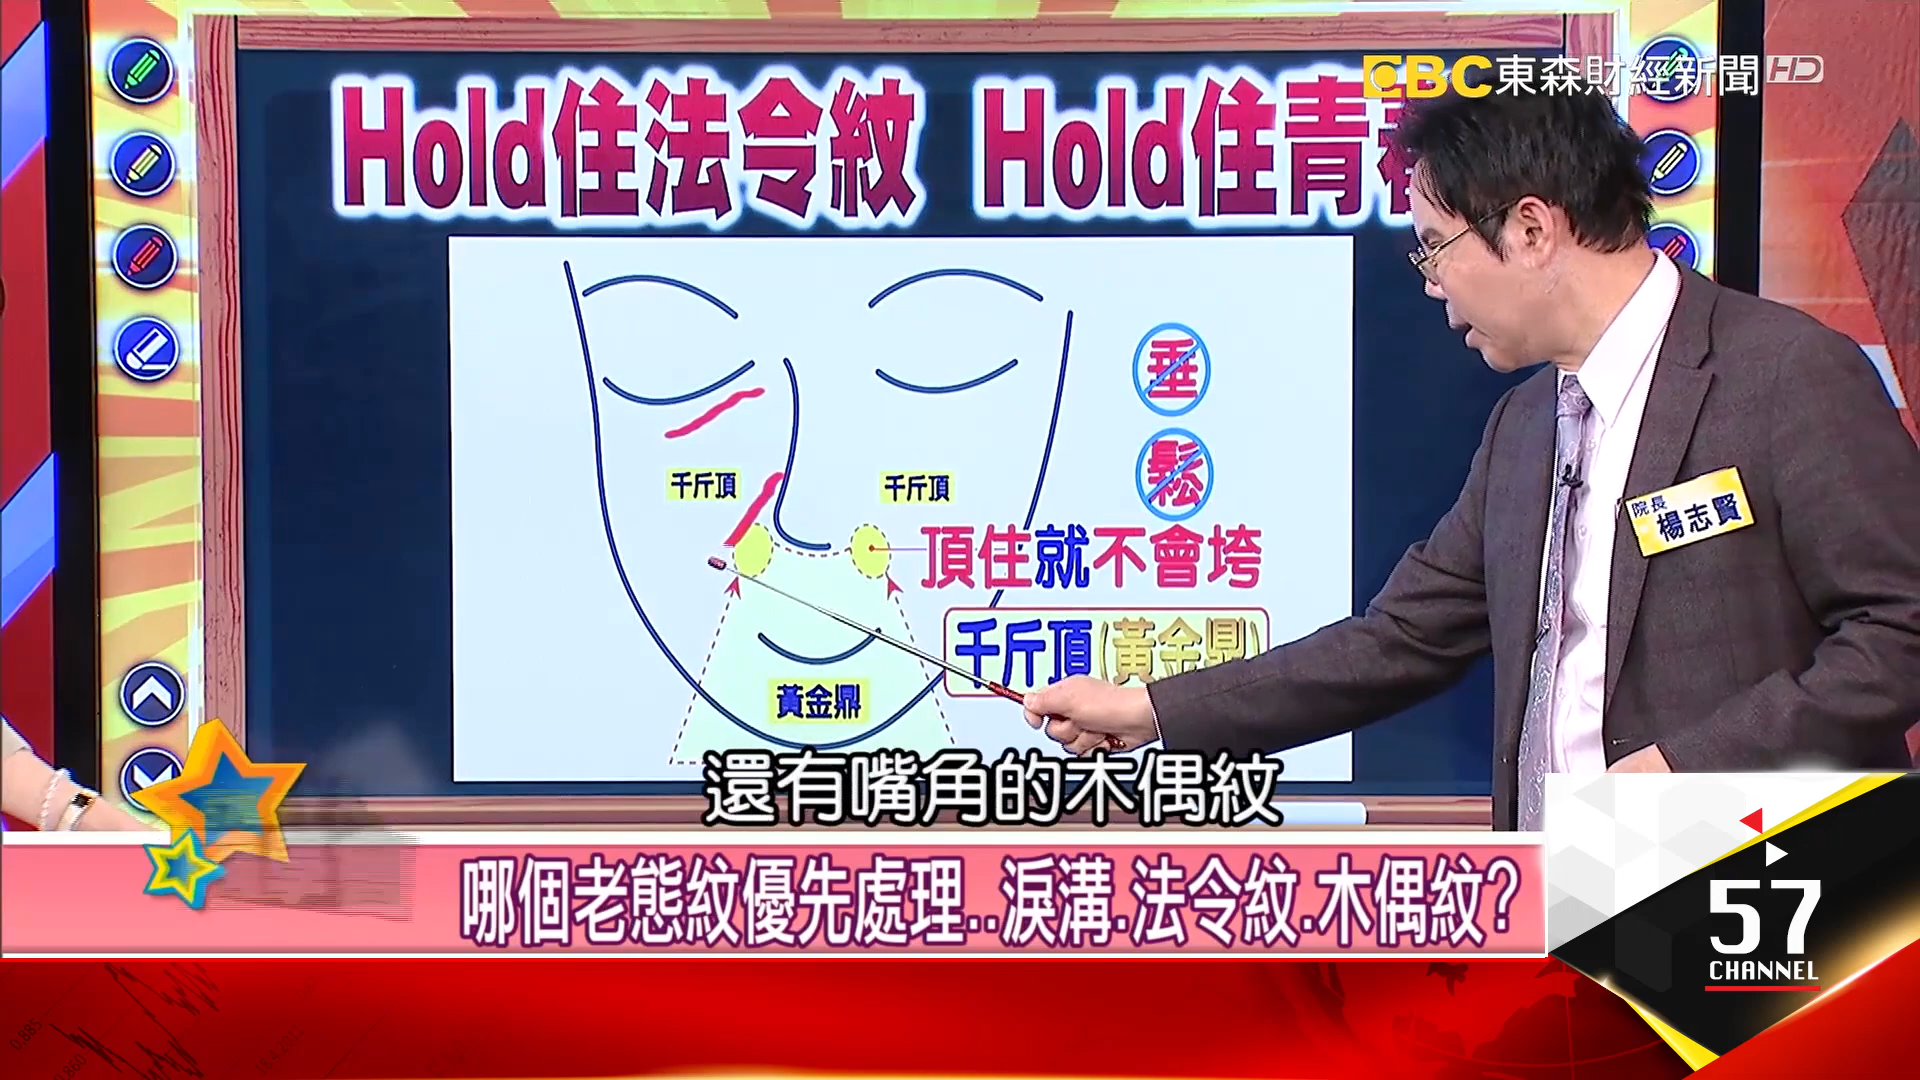 EBC東森財經新聞HD
Hold住法令紋 Hold住青春
垂
鬆
千斤頂
千斤頂
頂住就不會垮
千斤頂(黃金鼎)
黃金鼎
院長
楊志賢
還有嘴角的木偶紋
哪個老態紋優先處理..淚溝.法令紋.木偶紋?
57
CHANNEL